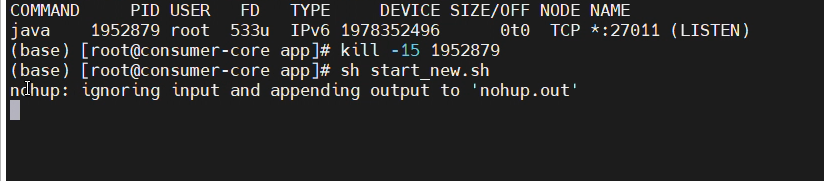 COMMAND     PID USER   FD   TYPE     DEVICE SIZE/OFF NODE NAME
java    1952879 root  533u  IPv6 1978352496      0t0  TCP *:27011 (LISTEN)
(base) [root@consumer-core app]# kill -15 1952879
(base) [root@consumer-core app]# sh start_new.sh
nohup: ignoring input and appending output to 'nohup.out'